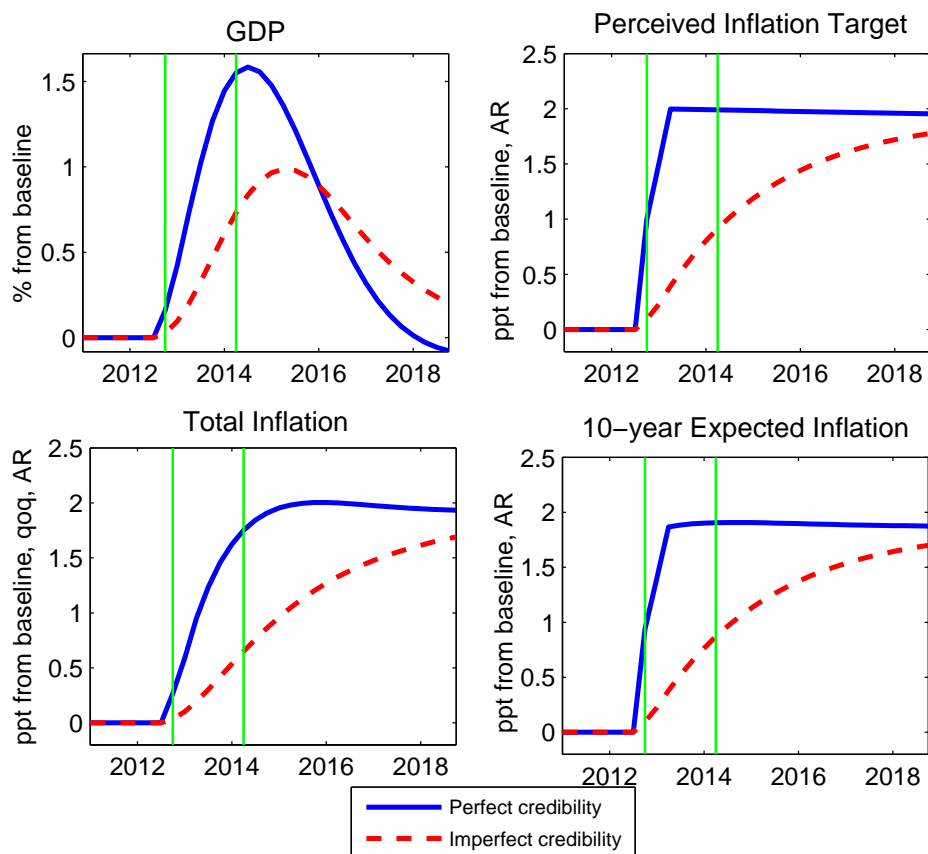 GDP
% from baseline
1.5
1
0.5
0
2012 2014 2016 2018
Perceived Inflation Target
ppt from baseline, AR
2.5
2
1.5
1
0.5
0
2012 2014 2016 2018
Total Inflation
ppt from baseline, qoq, AR
2.5
2
1.5
1
0.5
0
2012 2014 2016 2018
10−year Expected Inflation
ppt from baseline, AR
2.5
2
1.5
1
0.5
0
2012 2014 2016 2018
Perfect credibility
Imperfect credibility